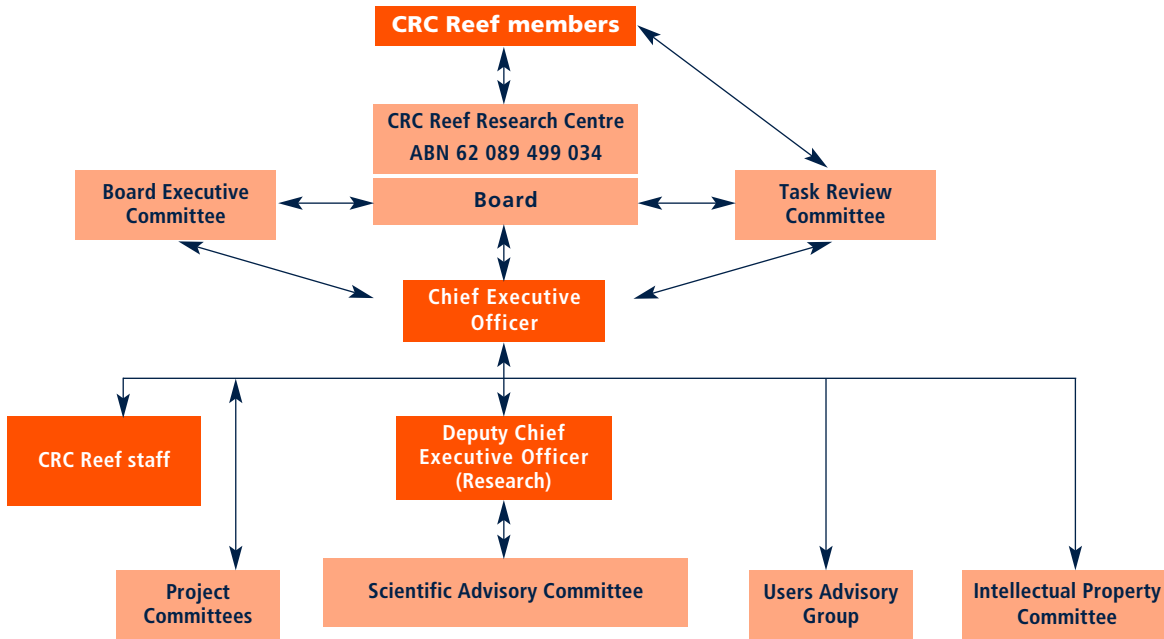 CRC Reef members
CRC Reef Research Centre
ABN 62 089 499 034
Board Executive
Committee
Board
Task Review
Committee
Chief Executive
Officer
CRC Reef staff
Deputy Chief
Executive Officer
(Research)
Project
Committees
Scientific Advisory Committee
Users Advisory
Group
Intellectual Property
Committee